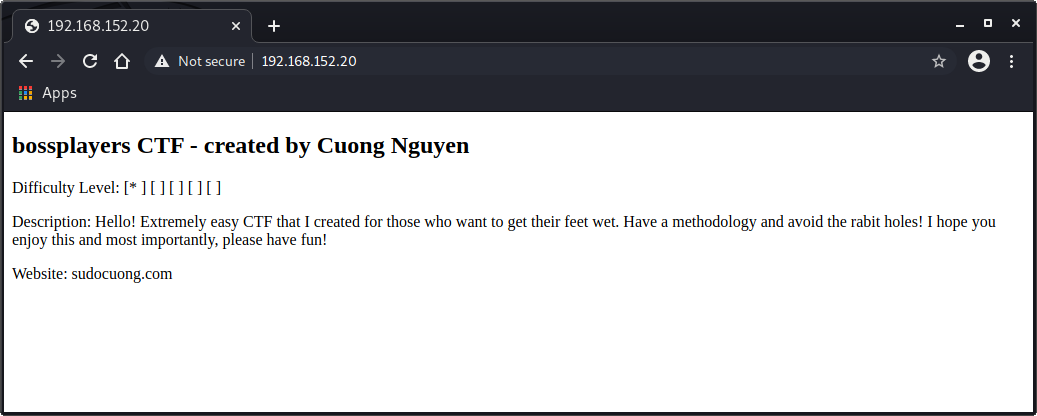 192.168.152.20
Not secure 192.168.152.20
Apps
bossplayers CTF - created by Cuong Nguyen
Difficulty Level: [* ] [ ] [ ] [ ] [ ]
Description: Hello! Extremely easy CTF that I created for those who want to get their feet wet. Have a methodology and avoid the rabit holes! I hope you
enjoy this and most importantly, please have fun!
Website: sudocuong.com